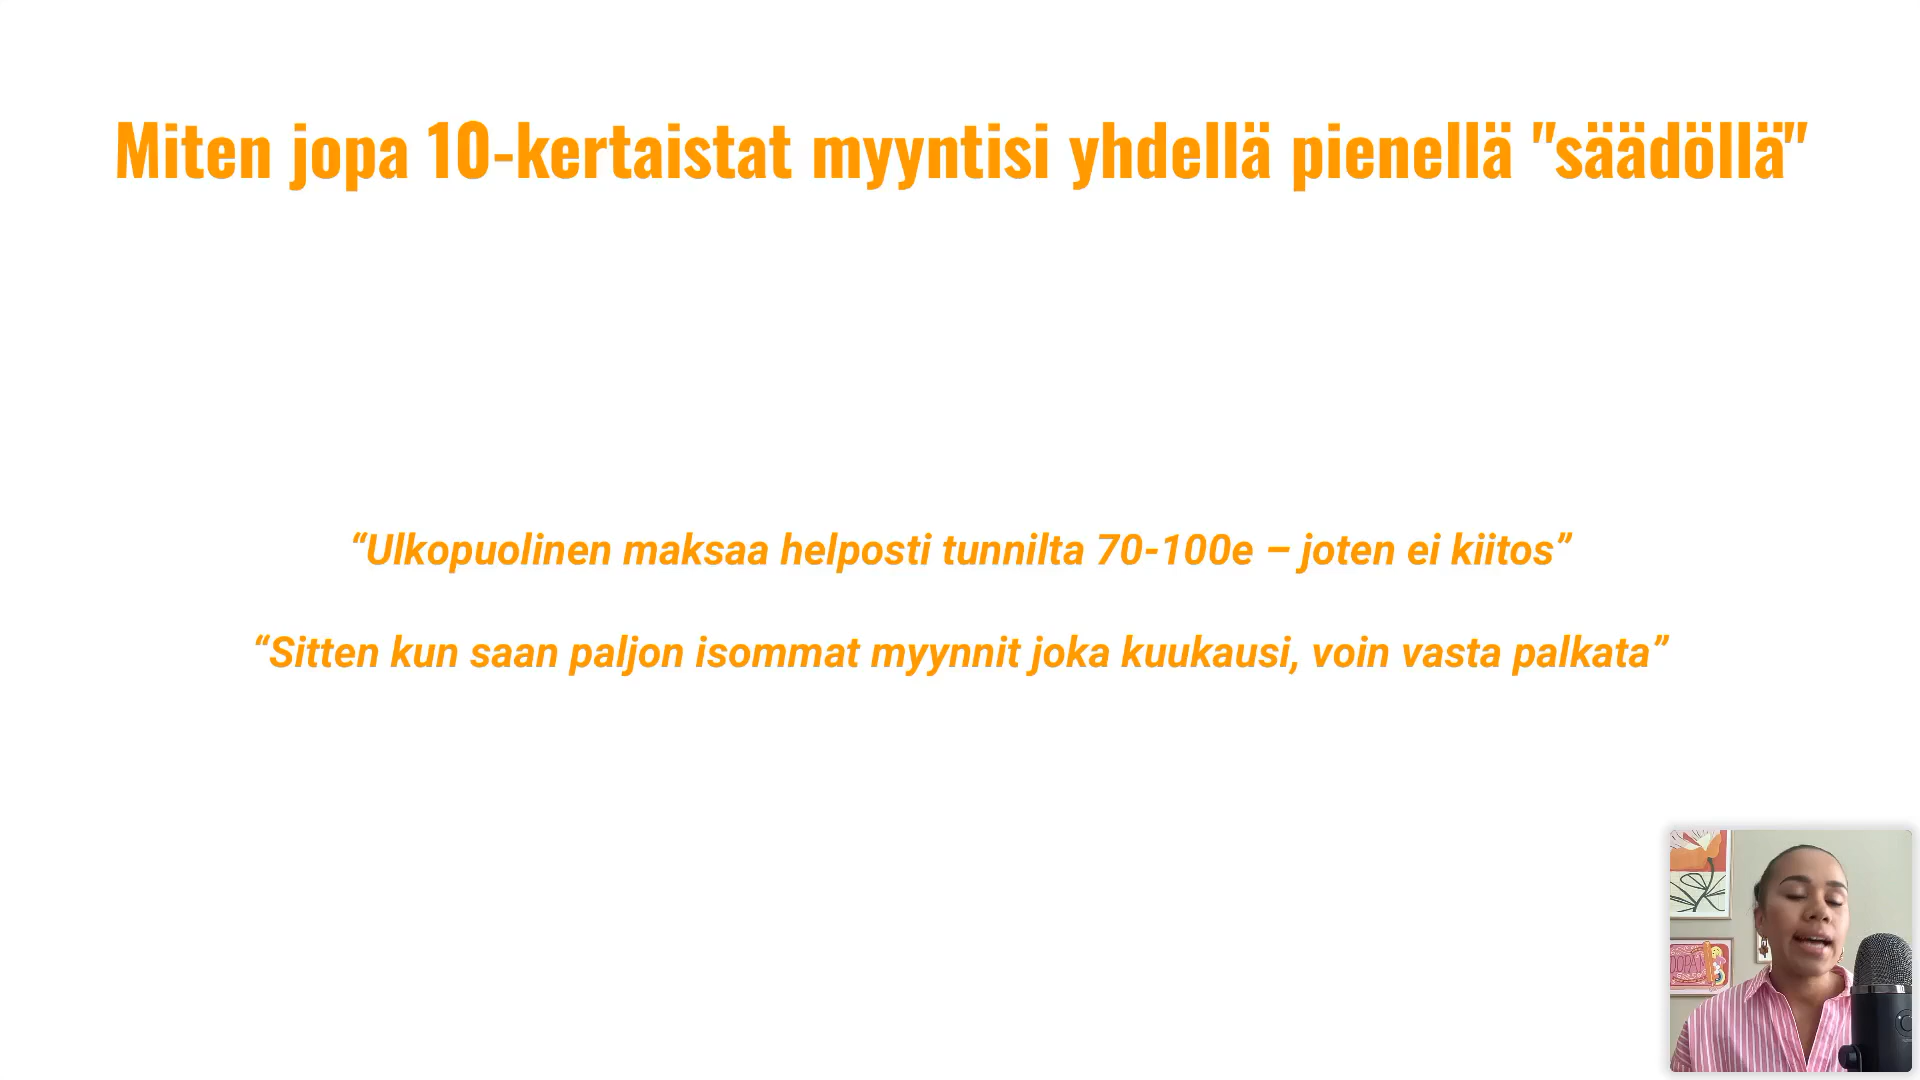 Miten jopa 10-kertaistat myyntisi yhdellä pienellä "säädöllä"
“Ulkopuolinen maksaa helposti tunnilta 70-100e – joten ei kiitos”
“Sitten kun saan paljon isommat myynnit joka kuukausi, voin vasta palkata”